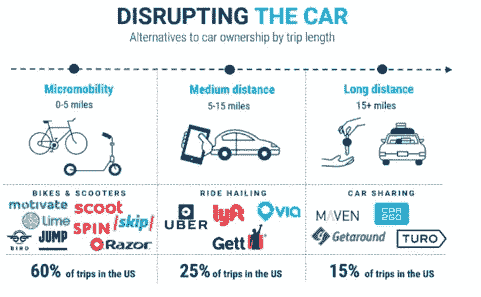 DISRUPTING THE CAR
Alternatives to car ownership by trip length
Micromobility
0-5 miles
Medium distance
5-15 miles
Long distance
15+ miles
BIKES & SCOOTERS
motivate
scoot
Lime
SPIN
/skip/
BIRD
JUMP
Razor
RIDE HAILING
UBER
lyft
via
Gett
CAR SHARING
MAVEN
Getaround
TURO
60% of trips in the US
25% of trips in the US
15% of trips in the US